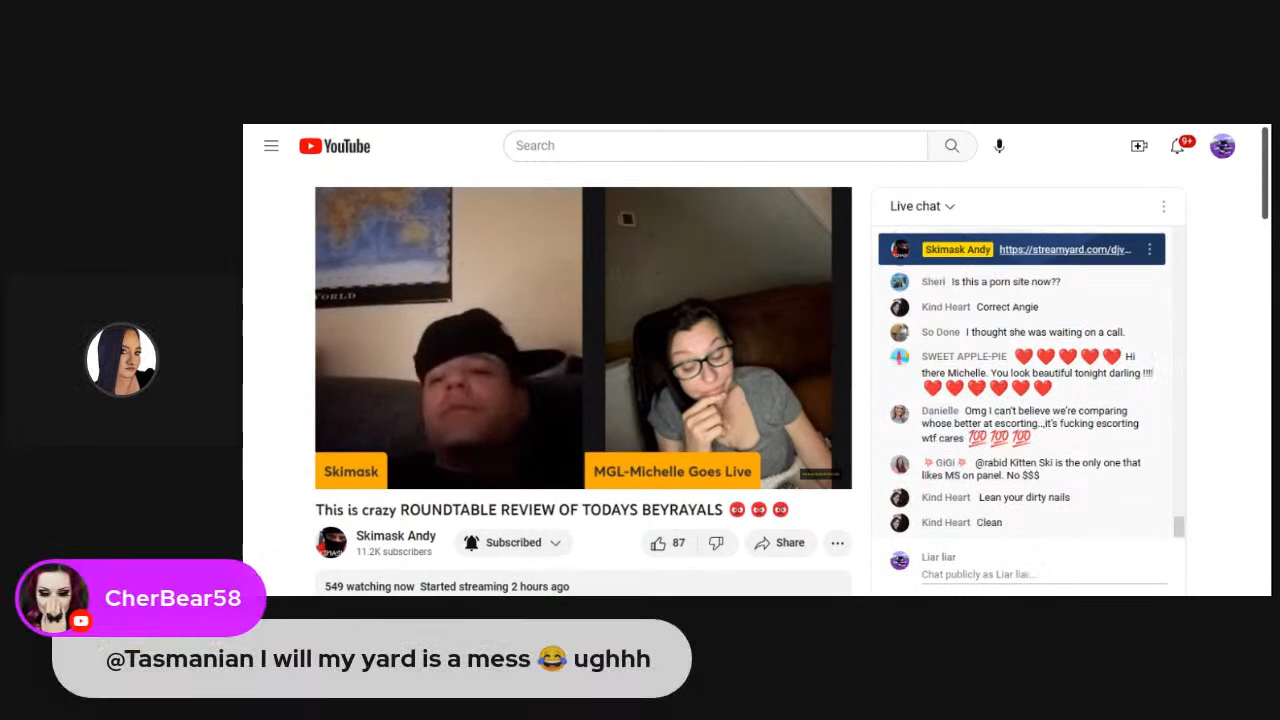 YouTube
Search
9+
WORLD
Skimask
MGL-Michelle Goes Live
This is crazy ROUNDTABLE REVIEW OF TODAYS BEYRAYALS
Skimask Andy
11.2K subscribers
Subscribed
87
Share
549 watching now Started streaming 2 hours ago
Live chat
Skimask Andy https://streamyard.com/djv...
Sheri Is this a porn site now??
Kind Heart Correct Angie
So Done I thought she was waiting on a call.
SWEET APPLE-PIE ❤️❤️❤️❤️❤️ Hi
there Michelle. You look beautiful tonight darling !!!!
❤️❤️❤️❤️❤️❤️
Danielle Omg I can't believe we're comparing
whose better at escorting..,it's fucking escorting
wtf cares 💯💯💯
💥 GiGi 💥 @rabid Kitten Ski is the only one that
likes MS on panel. No $$$
Kind Heart Lean your dirty nails
Kind Heart Clean
Liar liar
Chat publicly as Liar liar...
CherBear58
@Tasmanian I will my yard is a mess 😂 ughhh